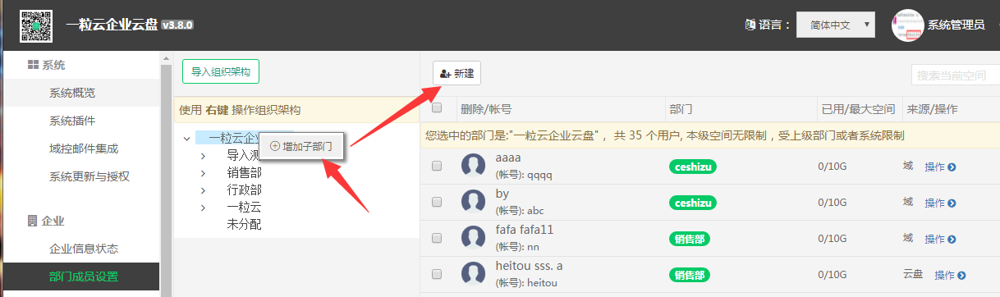 一粒云企业云盘 v3.8.0
语言： 简体中文 系统管理员
系统
系统概览
系统插件
域控邮件集成
系统更新与授权
企业
企业信息状态
部门成员设置
导入组织架构
使用 右键 操作组织架构
一粒云企
增加子部门
导入测
销售部
行政部
一粒云
未分配
新建
搜索当前空间
删除/帐号 部门 已用/最大空间 来源/操作
您选中的部门是:"一粒云企业云盘" ， 共 35 个用户, 本级空间无限制 ，受上级部门或者系统限制
aaaa
(帐号): qqqq
ceshizu 0/10G 域 操作
by
(帐号): abc
ceshizu 0/10G 域 操作
fafa fafa11
(帐号): nn
销售部 0/10G 域 操作
heitou sss. a
(帐号): heitou
销售部 0/10G 云盘 操作